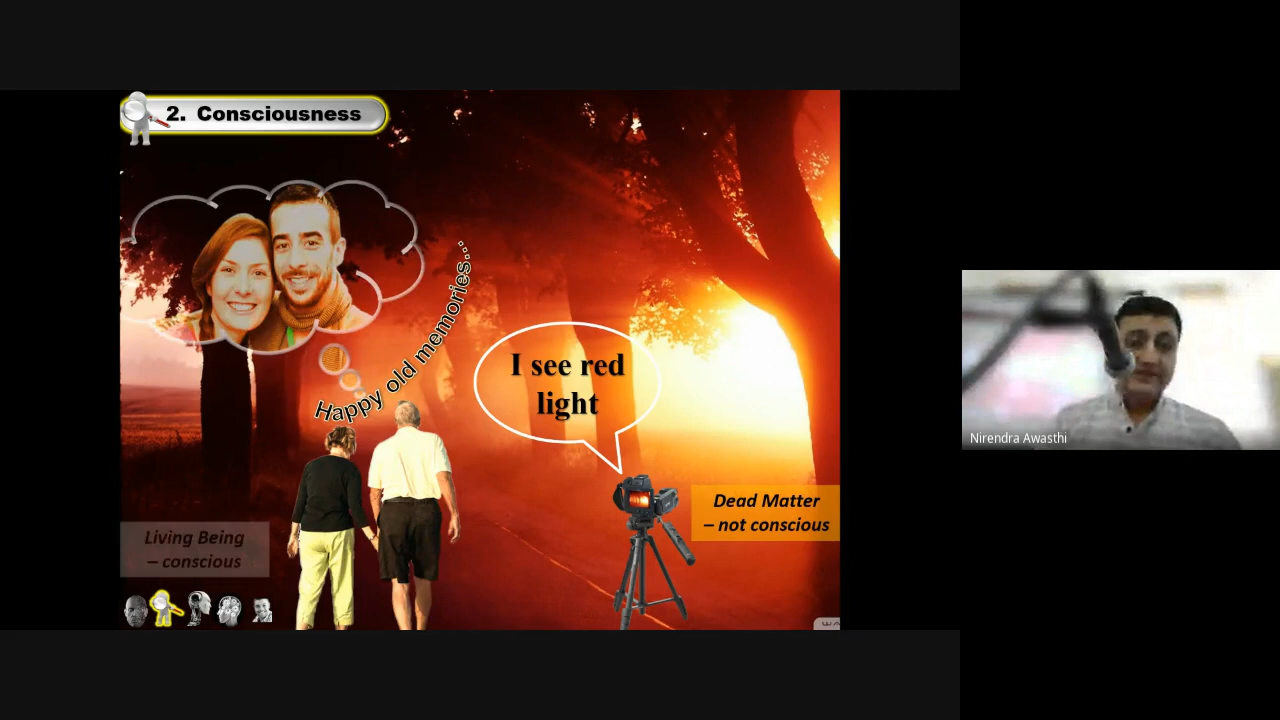 2. Consciousness
Happy old memories...
I see red
light
Dead Matter
– not conscious
Living Being
– conscious
Nirendra Awasthi